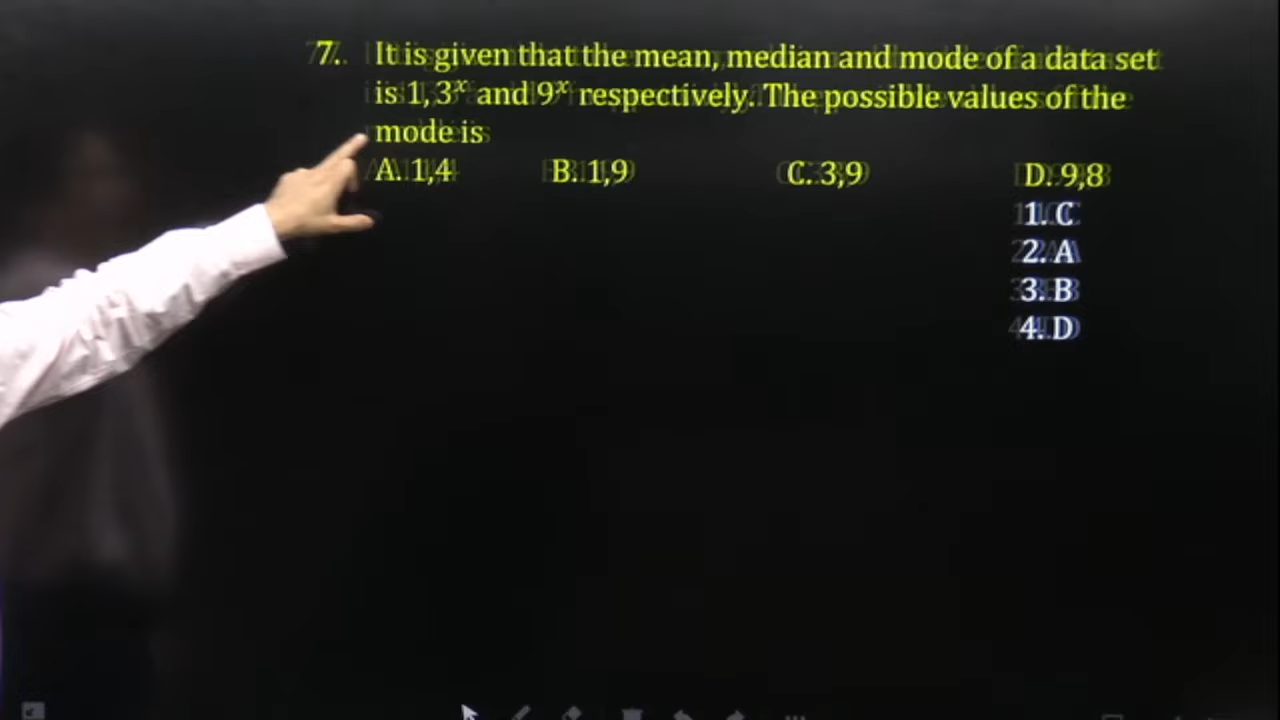 7. It is given that the mean, median and mode of a data set
is 1, 3ˣ and 9ˣ respectively. The possible values of the
mode is
A. 1,4 B. 1,9 C. 3,9 D. 9,8
1. C
2. A
3. B
4. D